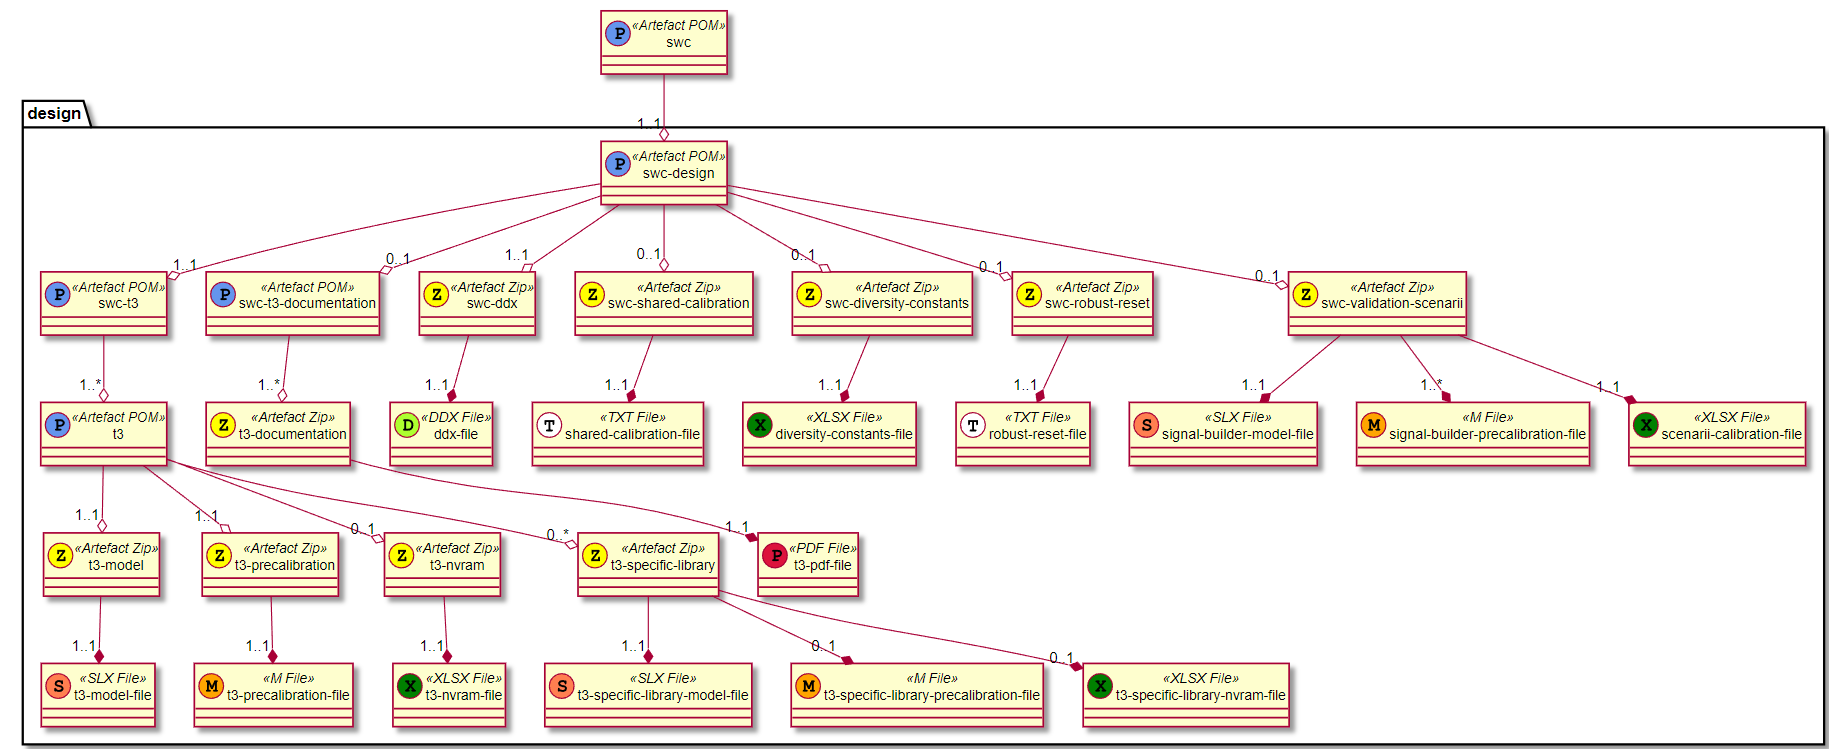 P «Artefact POM»
swc
design
1..1
P «Artefact POM»
swc-design
1..1
0..1
1..1
0..1
0..1
0..1
0..1
P «Artefact POM»
swc-t3
P «Artefact POM»
swc-t3-documentation
Z «Artefact Zip»
swc-ddx
Z «Artefact Zip»
swc-shared-calibration
Z «Artefact Zip»
swc-diversity-constants
Z «Artefact Zip»
swc-robust-reset
Z «Artefact Zip»
swc-validation-scenarii
1..*
1..*
1..1
1..1
1..1
1..1
1..1
1..*
1..1
P «Artefact POM»
t3
Z «Artefact Zip»
t3-documentation
D «DDX File»
ddx-file
T «TXT File»
shared-calibration-file
X «XLSX File»
diversity-constants-file
T «TXT File»
robust-reset-file
S «SLX File»
signal-builder-model-file
M «M File»
signal-builder-precalibration-file
X «XLSX File»
scenarii-calibration-file
1..1
1..1
0..1
0..*
1..1
Z «Artefact Zip»
t3-model
Z «Artefact Zip»
t3-precalibration
Z «Artefact Zip»
t3-nvram
Z «Artefact Zip»
t3-specific-library
P «PDF File»
t3-pdf-file
1..1
1..1
1..1
1..1
0..1
0..1
S «SLX File»
t3-model-file
M «M File»
t3-precalibration-file
X «XLSX File»
t3-nvram-file
S «SLX File»
t3-specific-library-model-file
M «M File»
t3-specific-library-precalibration-file
X «XLSX File»
t3-specific-library-nvram-file